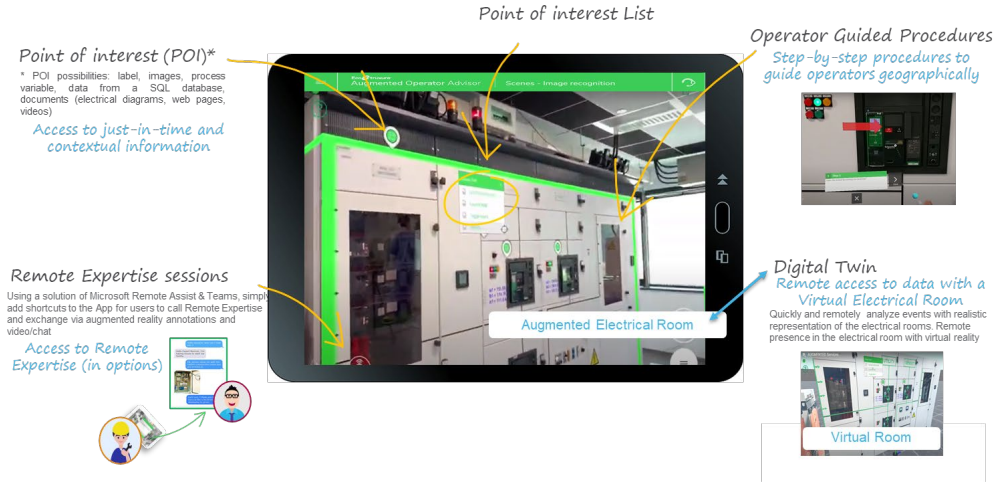 Point of interest List
Point of interest (POI)*
* POI possibilities: label, images, process
variable, data from a SQL database,
documents (electrical diagrams, web pages,
videos)
Access to just-in-time and
contextual information
Operator Guided Procedures
Step-by-step procedures to
guide operators geographically
Augmented Operator Advisor
Scenes - Image recognition
Remote Expertise sessions
Using a solution of Microsoft Remote Assist & Teams, simply
add shortcuts to the App for users to call Remote Expertise
and exchange via augmented reality annotations and
video/chat
Access to Remote
Expertise (in options)
Augmented Electrical Room
Digital Twin
Remote access to data with a
Virtual Electrical Room
Quickly and remotely analyze events with realistic
representation of the electrical rooms. Remote
presence in the electrical room with virtual reality
Virtual Room